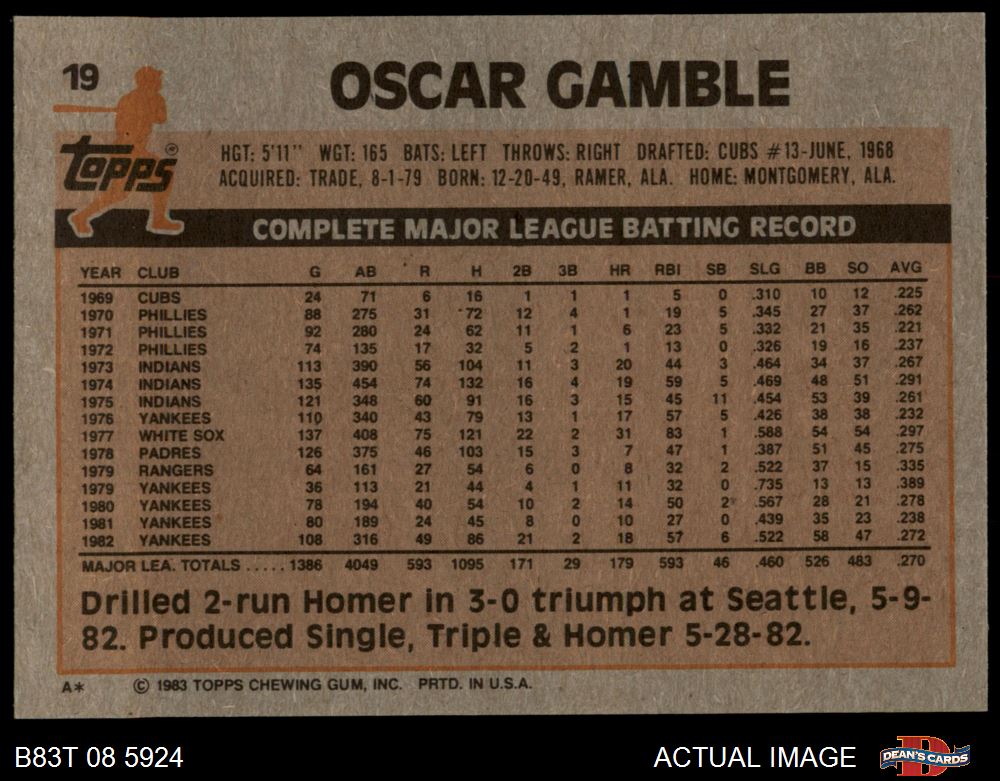 19
OSCAR GAMBLE
Topps®
HGT: 5'11" WGT: 165 BATS: LEFT THROWS: RIGHT DRAFTED: CUBS #13-JUNE, 1968
ACQUIRED: TRADE, 8-1-79 BORN: 12-20-49, RAMER, ALA. HOME: MONTGOMERY, ALA.
COMPLETE MAJOR LEAGUE BATTING RECORD
YEAR CLUB G AB R H 2B 3B HR RBI SB SLG BB SO AVG
1969 CUBS 24 71 6 16 1 1 1 5 0 .310 10 12 .225
1970 PHILLIES 88 275 31 72 12 4 1 19 5 .345 27 37 .262
1971 PHILLIES 92 280 24 62 11 1 6 23 5 .332 21 35 .221
1972 PHILLIES 74 135 17 32 5 2 1 13 0 .326 19 16 .237
1973 INDIANS 113 390 56 104 11 3 20 44 3 .464 34 37 .267
1974 INDIANS 135 454 74 132 16 4 19 59 5 .469 48 51 .291
1975 INDIANS 121 348 60 91 16 3 15 45 11 .454 53 39 .261
1976 YANKEES 110 340 43 79 13 1 17 57 5 .426 38 38 .232
1977 WHITE SOX 137 408 75 121 22 2 31 83 1 .588 54 54 .297
1978 PADRES 126 375 46 103 15 3 7 47 1 .387 51 45 .275
1979 RANGERS 64 161 27 54 6 0 8 32 2 .522 37 15 .335
1979 YANKEES 36 113 21 44 4 1 11 32 0 .735 13 13 .389
1980 YANKEES 78 194 40 54 10 2 14 50 2 .567 28 21 .278
1981 YANKEES 80 189 24 45 8 0 10 27 0 .439 35 23 .238
1982 YANKEES 108 316 49 86 21 2 18 57 6 .522 58 47 .272
MAJOR LEA. TOTALS ..... 1386 4049 593 1095 171 29 179 593 46 .460 526 483 .270
Drilled 2-run Homer in 3-0 triumph at Seattle, 5-9-
82. Produced Single, Triple & Homer 5-28-82.
A* © 1983 TOPPS CHEWING GUM, INC. PRTD. IN U.S.A.
B83T 08 5924
ACTUAL IMAGE
DEAN'S CARDS